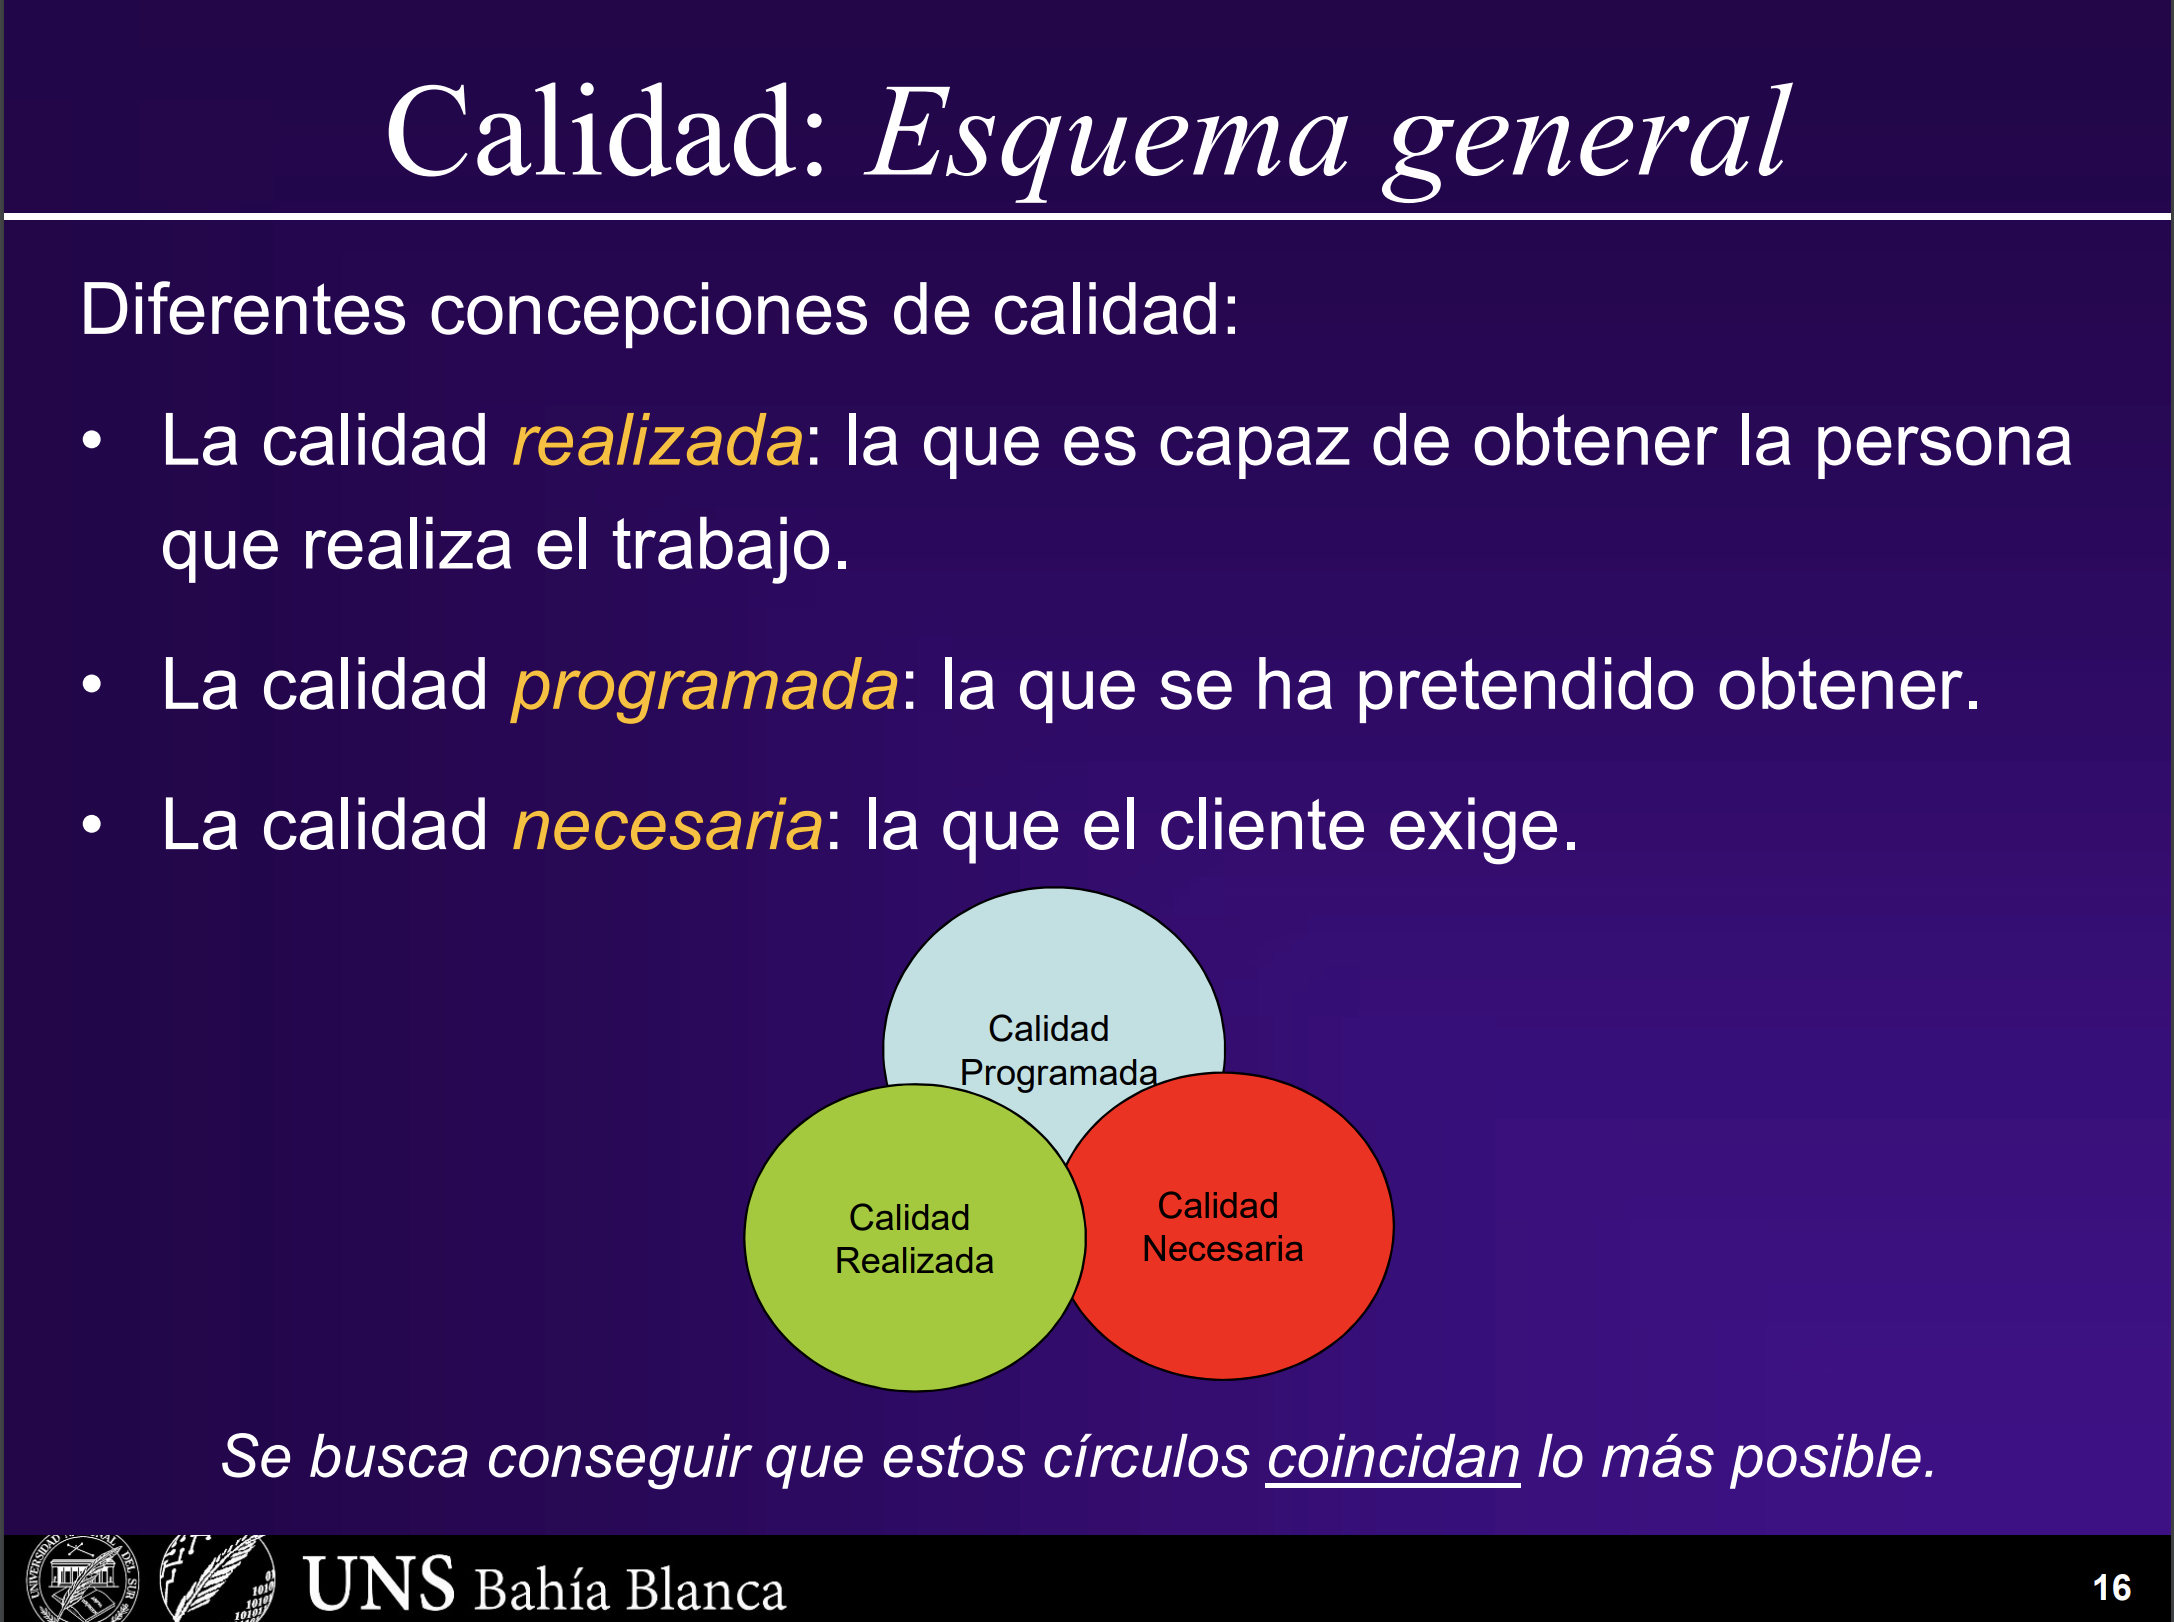 Calidad: Esquema general
Diferentes concepciones de calidad:
• La calidad realizada: la que es capaz de obtener la persona
que realiza el trabajo.
• La calidad programada: la que se ha pretendido obtener.
• La calidad necesaria: la que el cliente exige.
Calidad
Programada
Calidad
Realizada
Calidad
Necesaria
Se busca conseguir que estos círculos coincidan lo más posible.
UNS Bahía Blanca
16